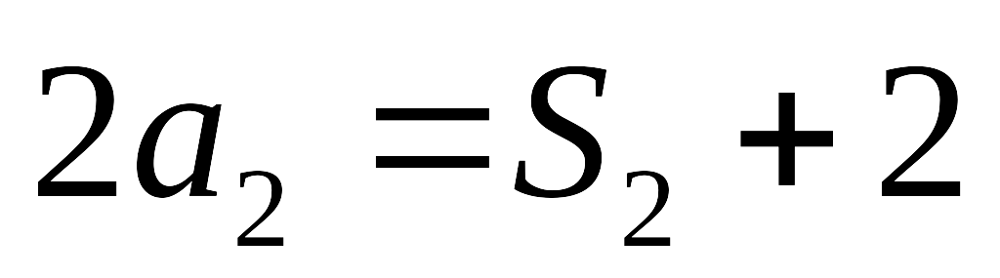 2a₂ = S₂ + 2